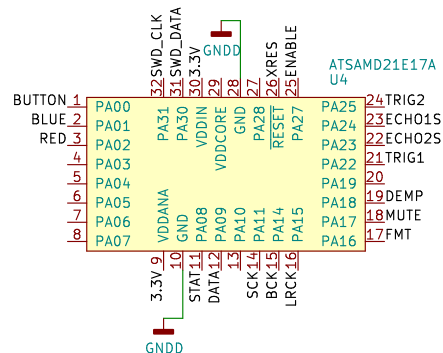 SWD_CLK
SWD_DATA
3.3V
GNDD
XRES
ENABLE
ATSAMD21E17A
U4
32 31 30 29 28 27 26 25
PA31 PA30 VDDIN VDDCORE GND PA28 RESET PA27
BUTTON 1 PA00 PA25 24 TRIG2
BLUE 2 PA01 PA24 23 ECHO1S
RED 3 PA02 PA23 22 ECHO2S
4 PA03 PA22 21 TRIG1
5 PA04 PA19 20
6 PA05 PA18 19 DEMP
7 PA06 PA17 18 MUTE
8 PA07 PA16 17 FMT
VDDANA GND PA08 PA09 PA10 PA11 PA14 PA15
9 10 11 12 13 14 15 16
3.3V STAT DATA SCK BCK LRCK
GNDD